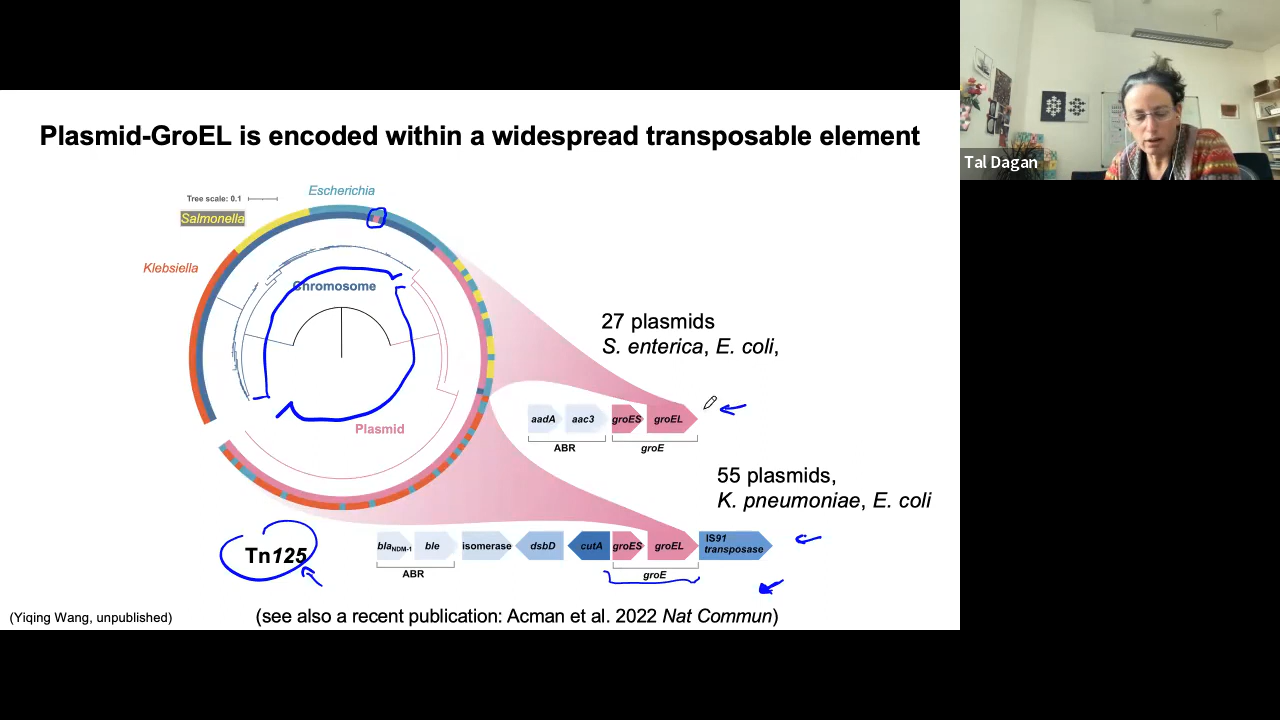 Plasmid-GroEL is encoded within a widespread transposable element
Escherichia
Tree scale: 0.1
Salmonella
Klebsiella
Chromosome
Plasmid
27 plasmids
S. enterica, E. coli,
aadA aac3 groES groEL
ABR groE
55 plasmids,
K. pneumoniae, E. coli
Tn125
blaNDM-1 ble isomerase dsbD cutA groES groEL IS91 transposase
ABR groE
(Yiqing Wang, unpublished)
(see also a recent publication: Acman et al. 2022 Nat Commun)
Tal Dagan